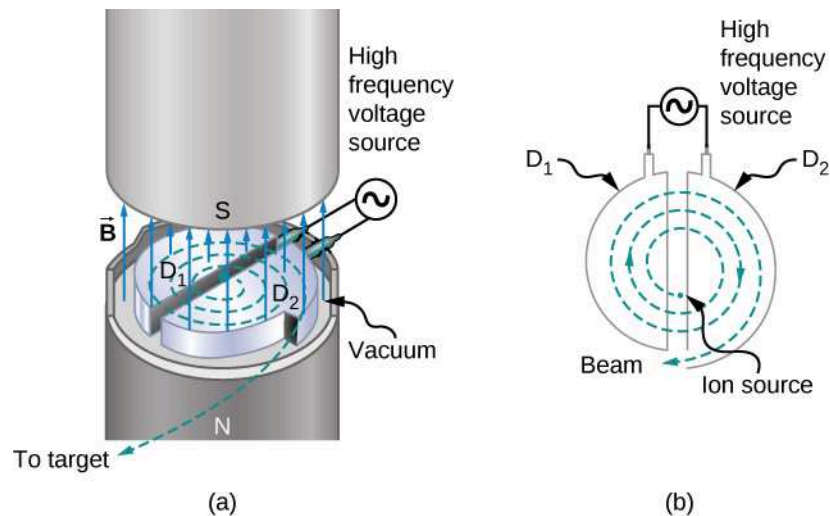 High
frequency
voltage
source
S
B
D1
D2
Vacuum
N
To target
(a)
High
frequency
voltage
source
D1
D2
Beam
Ion source
(b)